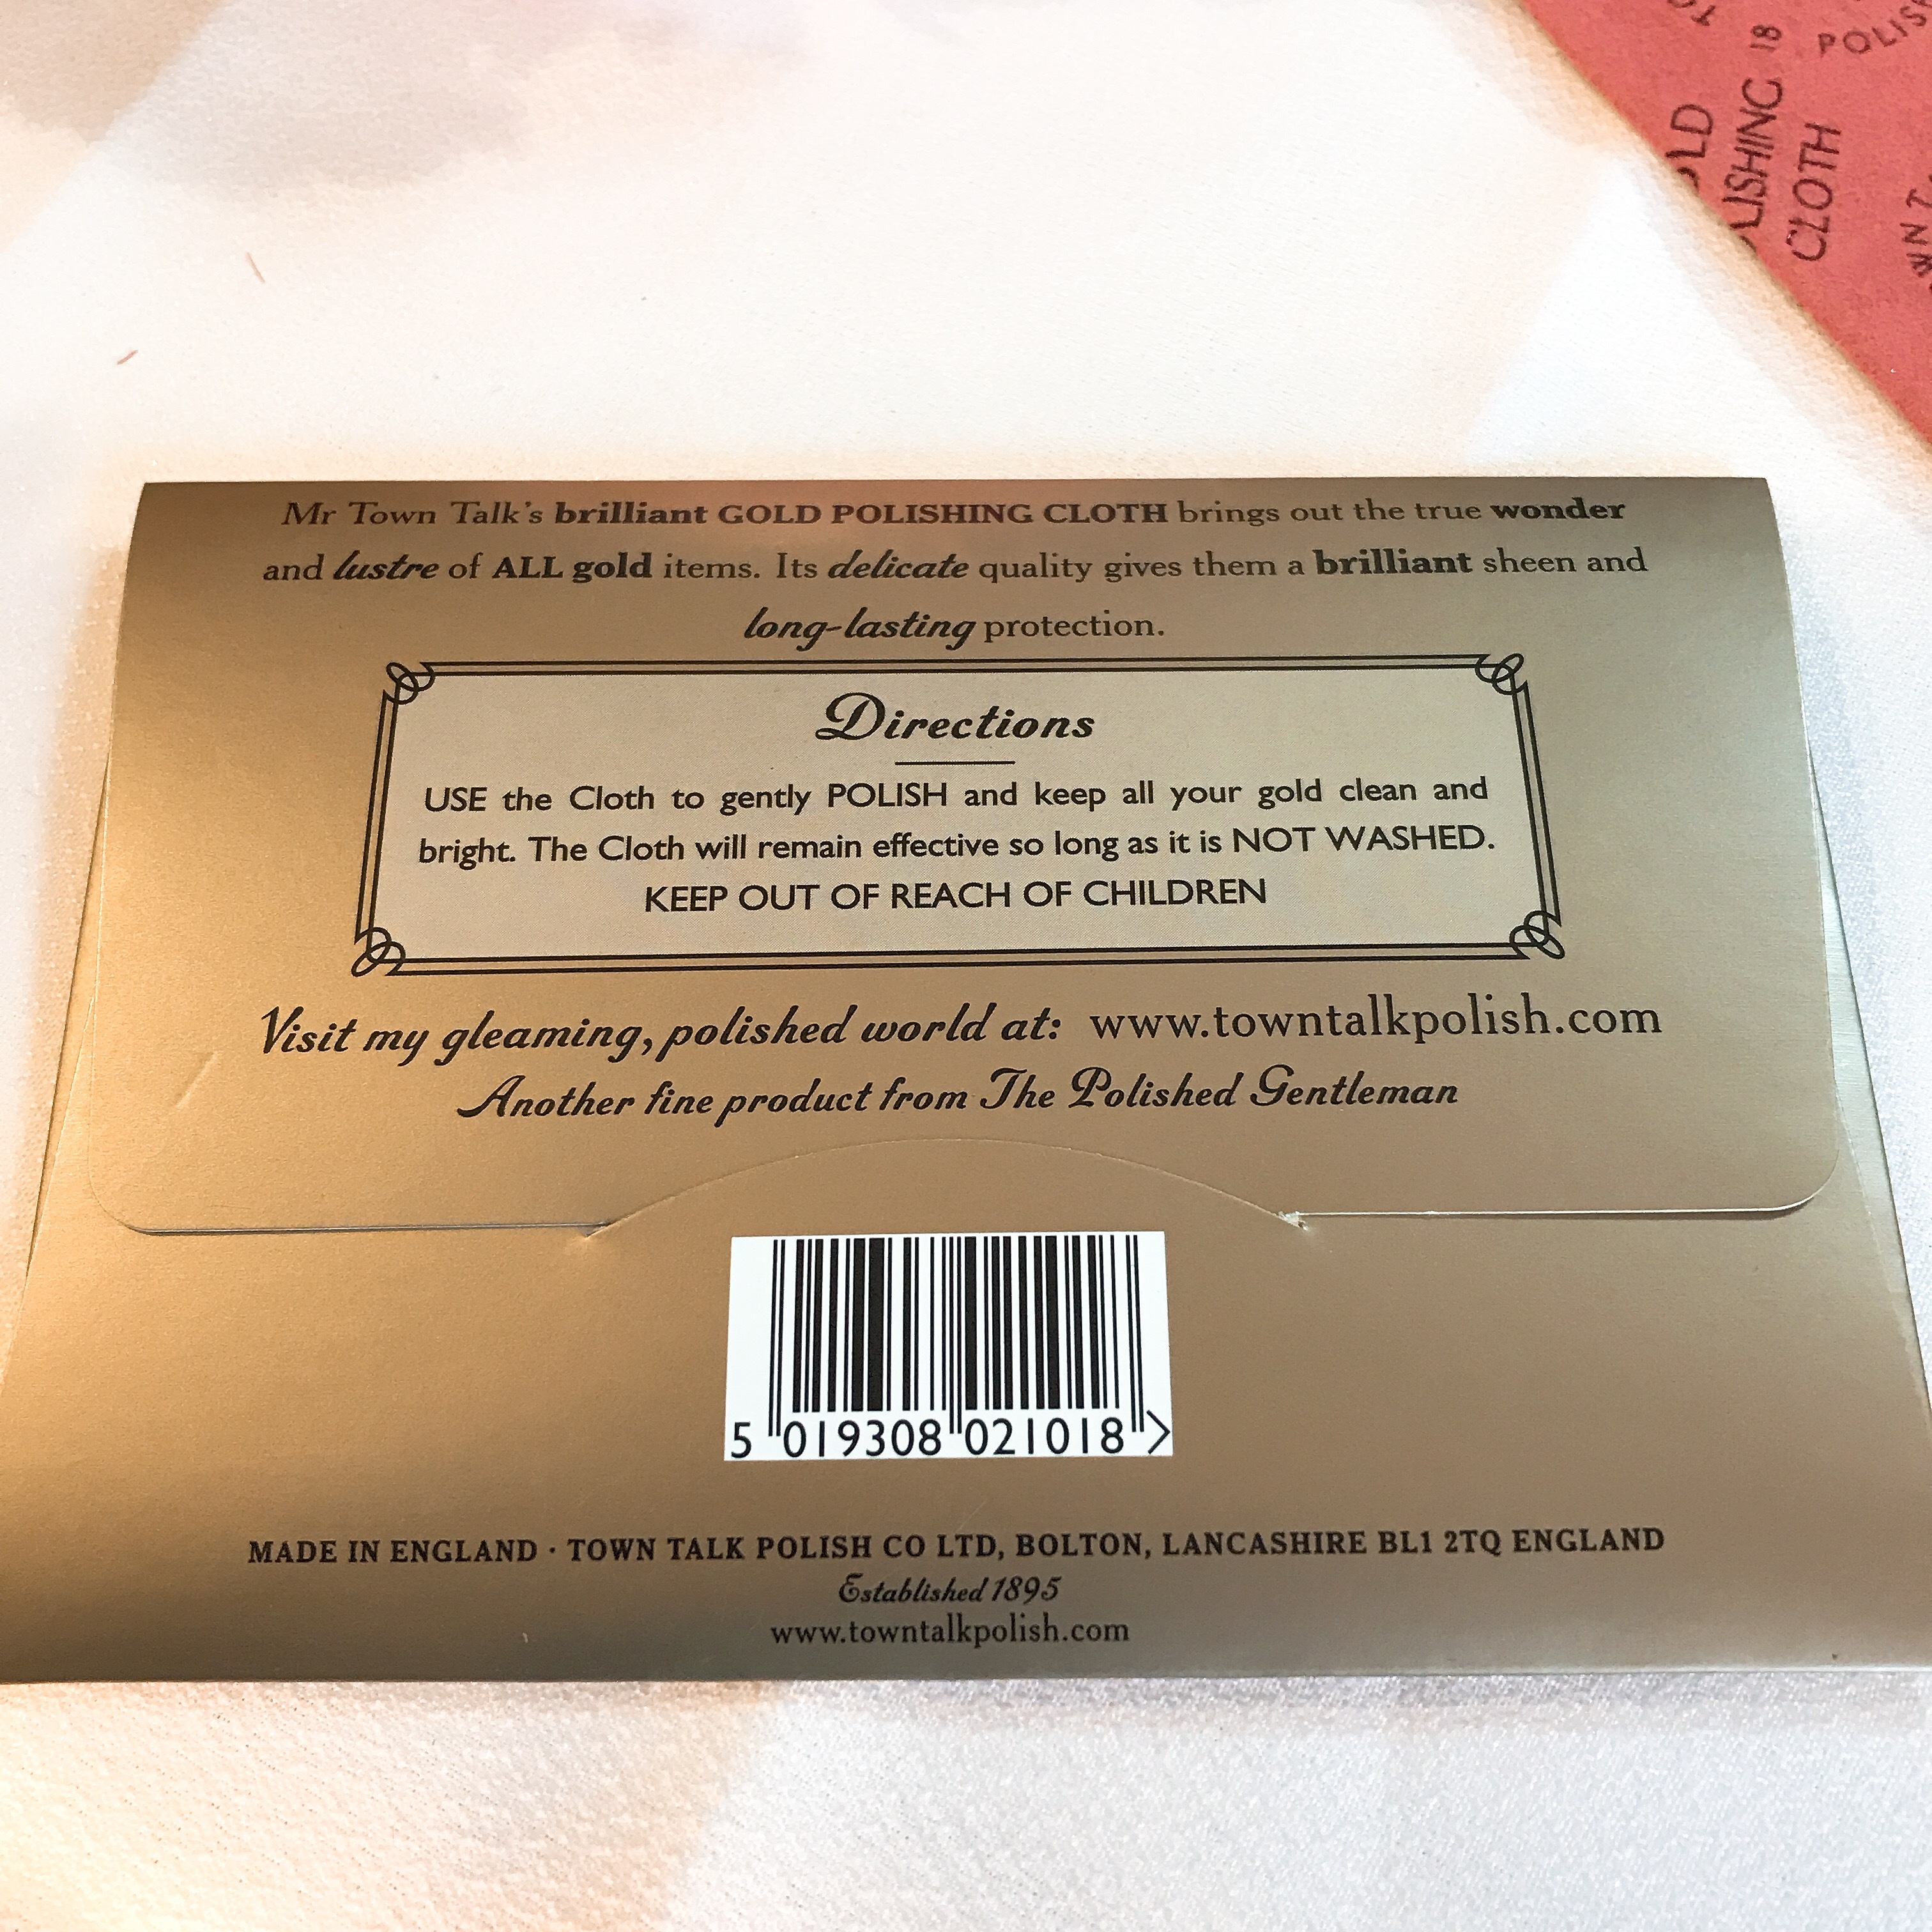 POLISHING 18
CLOTH
Mr Town Talk's brilliant GOLD POLISHING CLOTH brings out the true wonder
and lustre of ALL gold items. Its delicate quality gives them a brilliant sheen and
long-lasting protection.
Directions
USE the Cloth to gently POLISH and keep all your gold clean and
bright. The Cloth will remain effective so long as it is NOT WASHED.
KEEP OUT OF REACH OF CHILDREN
Visit my gleaming, polished world at: www.towntalkpolish.com
Another fine product from The Polished Gentleman
5 019308 021018 >
MADE IN ENGLAND · TOWN TALK POLISH CO LTD, BOLTON, LANCASHIRE BL1 2TQ ENGLAND
Established 1895
www.towntalkpolish.com